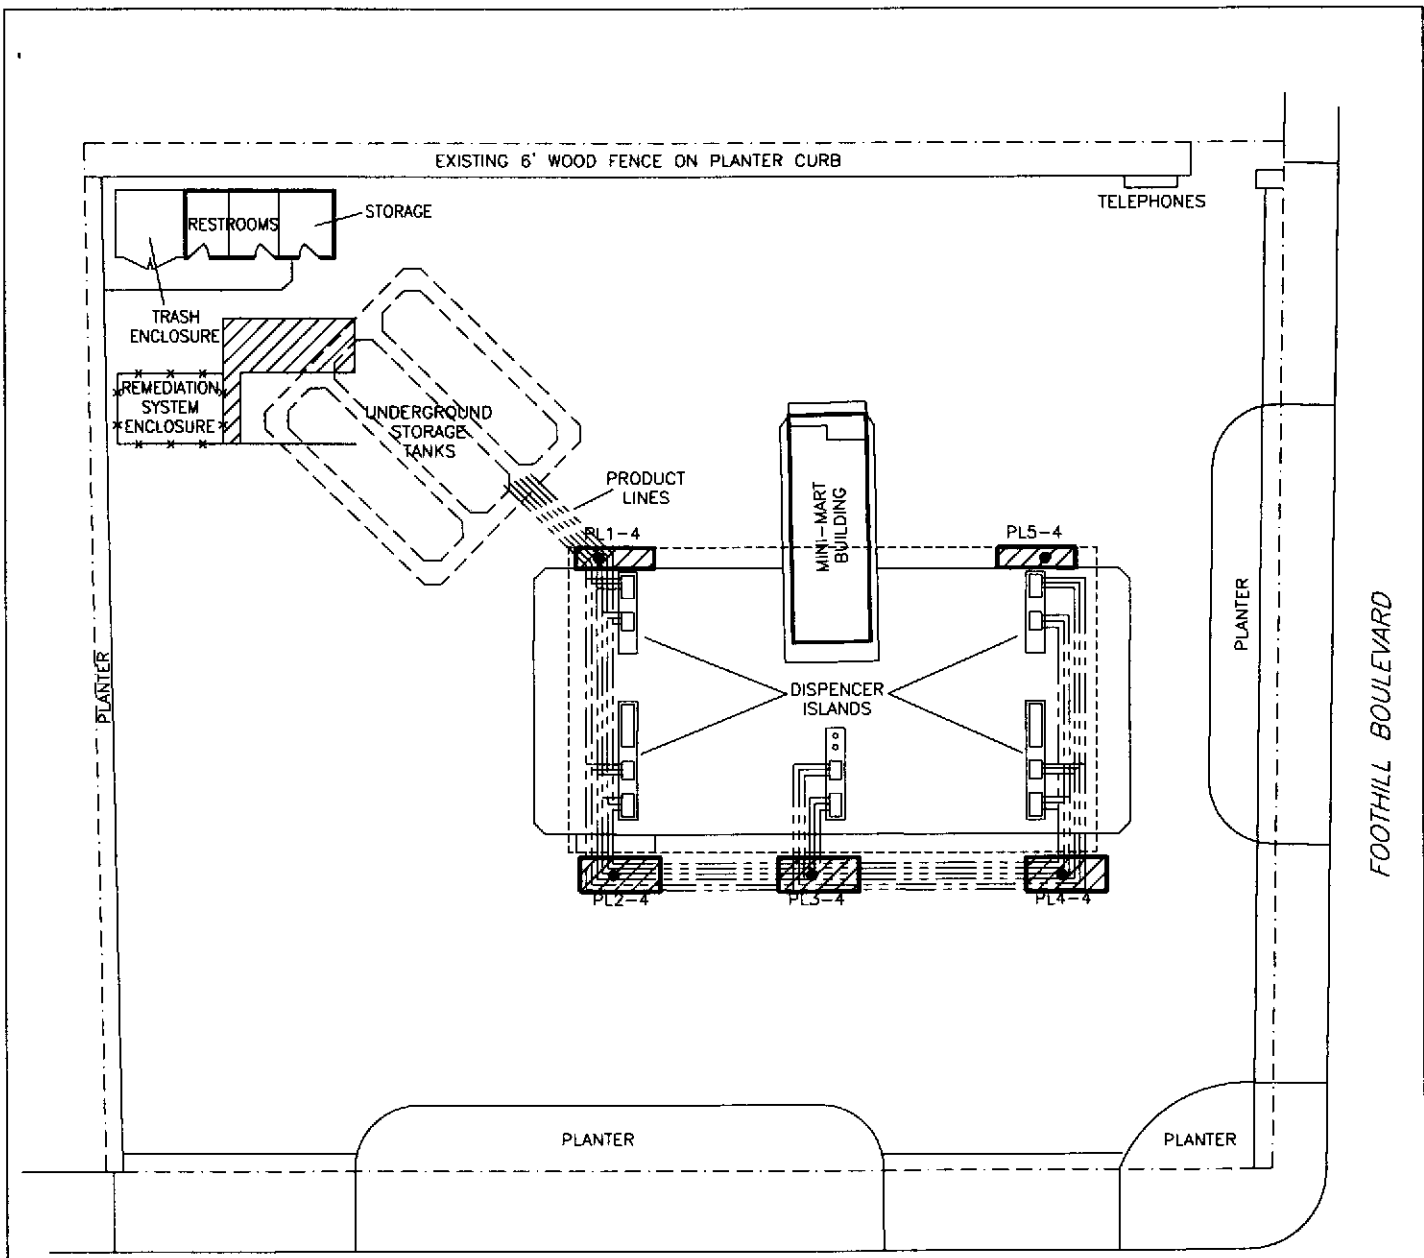 EXISTING 6' WOOD FENCE ON PLANTER CURB
TELEPHONES
RESTROOMS
STORAGE
TRASH
ENCLOSURE
REMEDIATION
SYSTEM
ENCLOSURE
UNDERGROUND
STORAGE
TANKS
PRODUCT
LINES
PL1-4
MINI-MART
BUILDING
PL5-4
PLANTER
FOOTHILL BOULEVARD
PLANTER
DISPENCER
ISLANDS
PL2-4
PL3-4
PL4-4
PLANTER
PLANTER